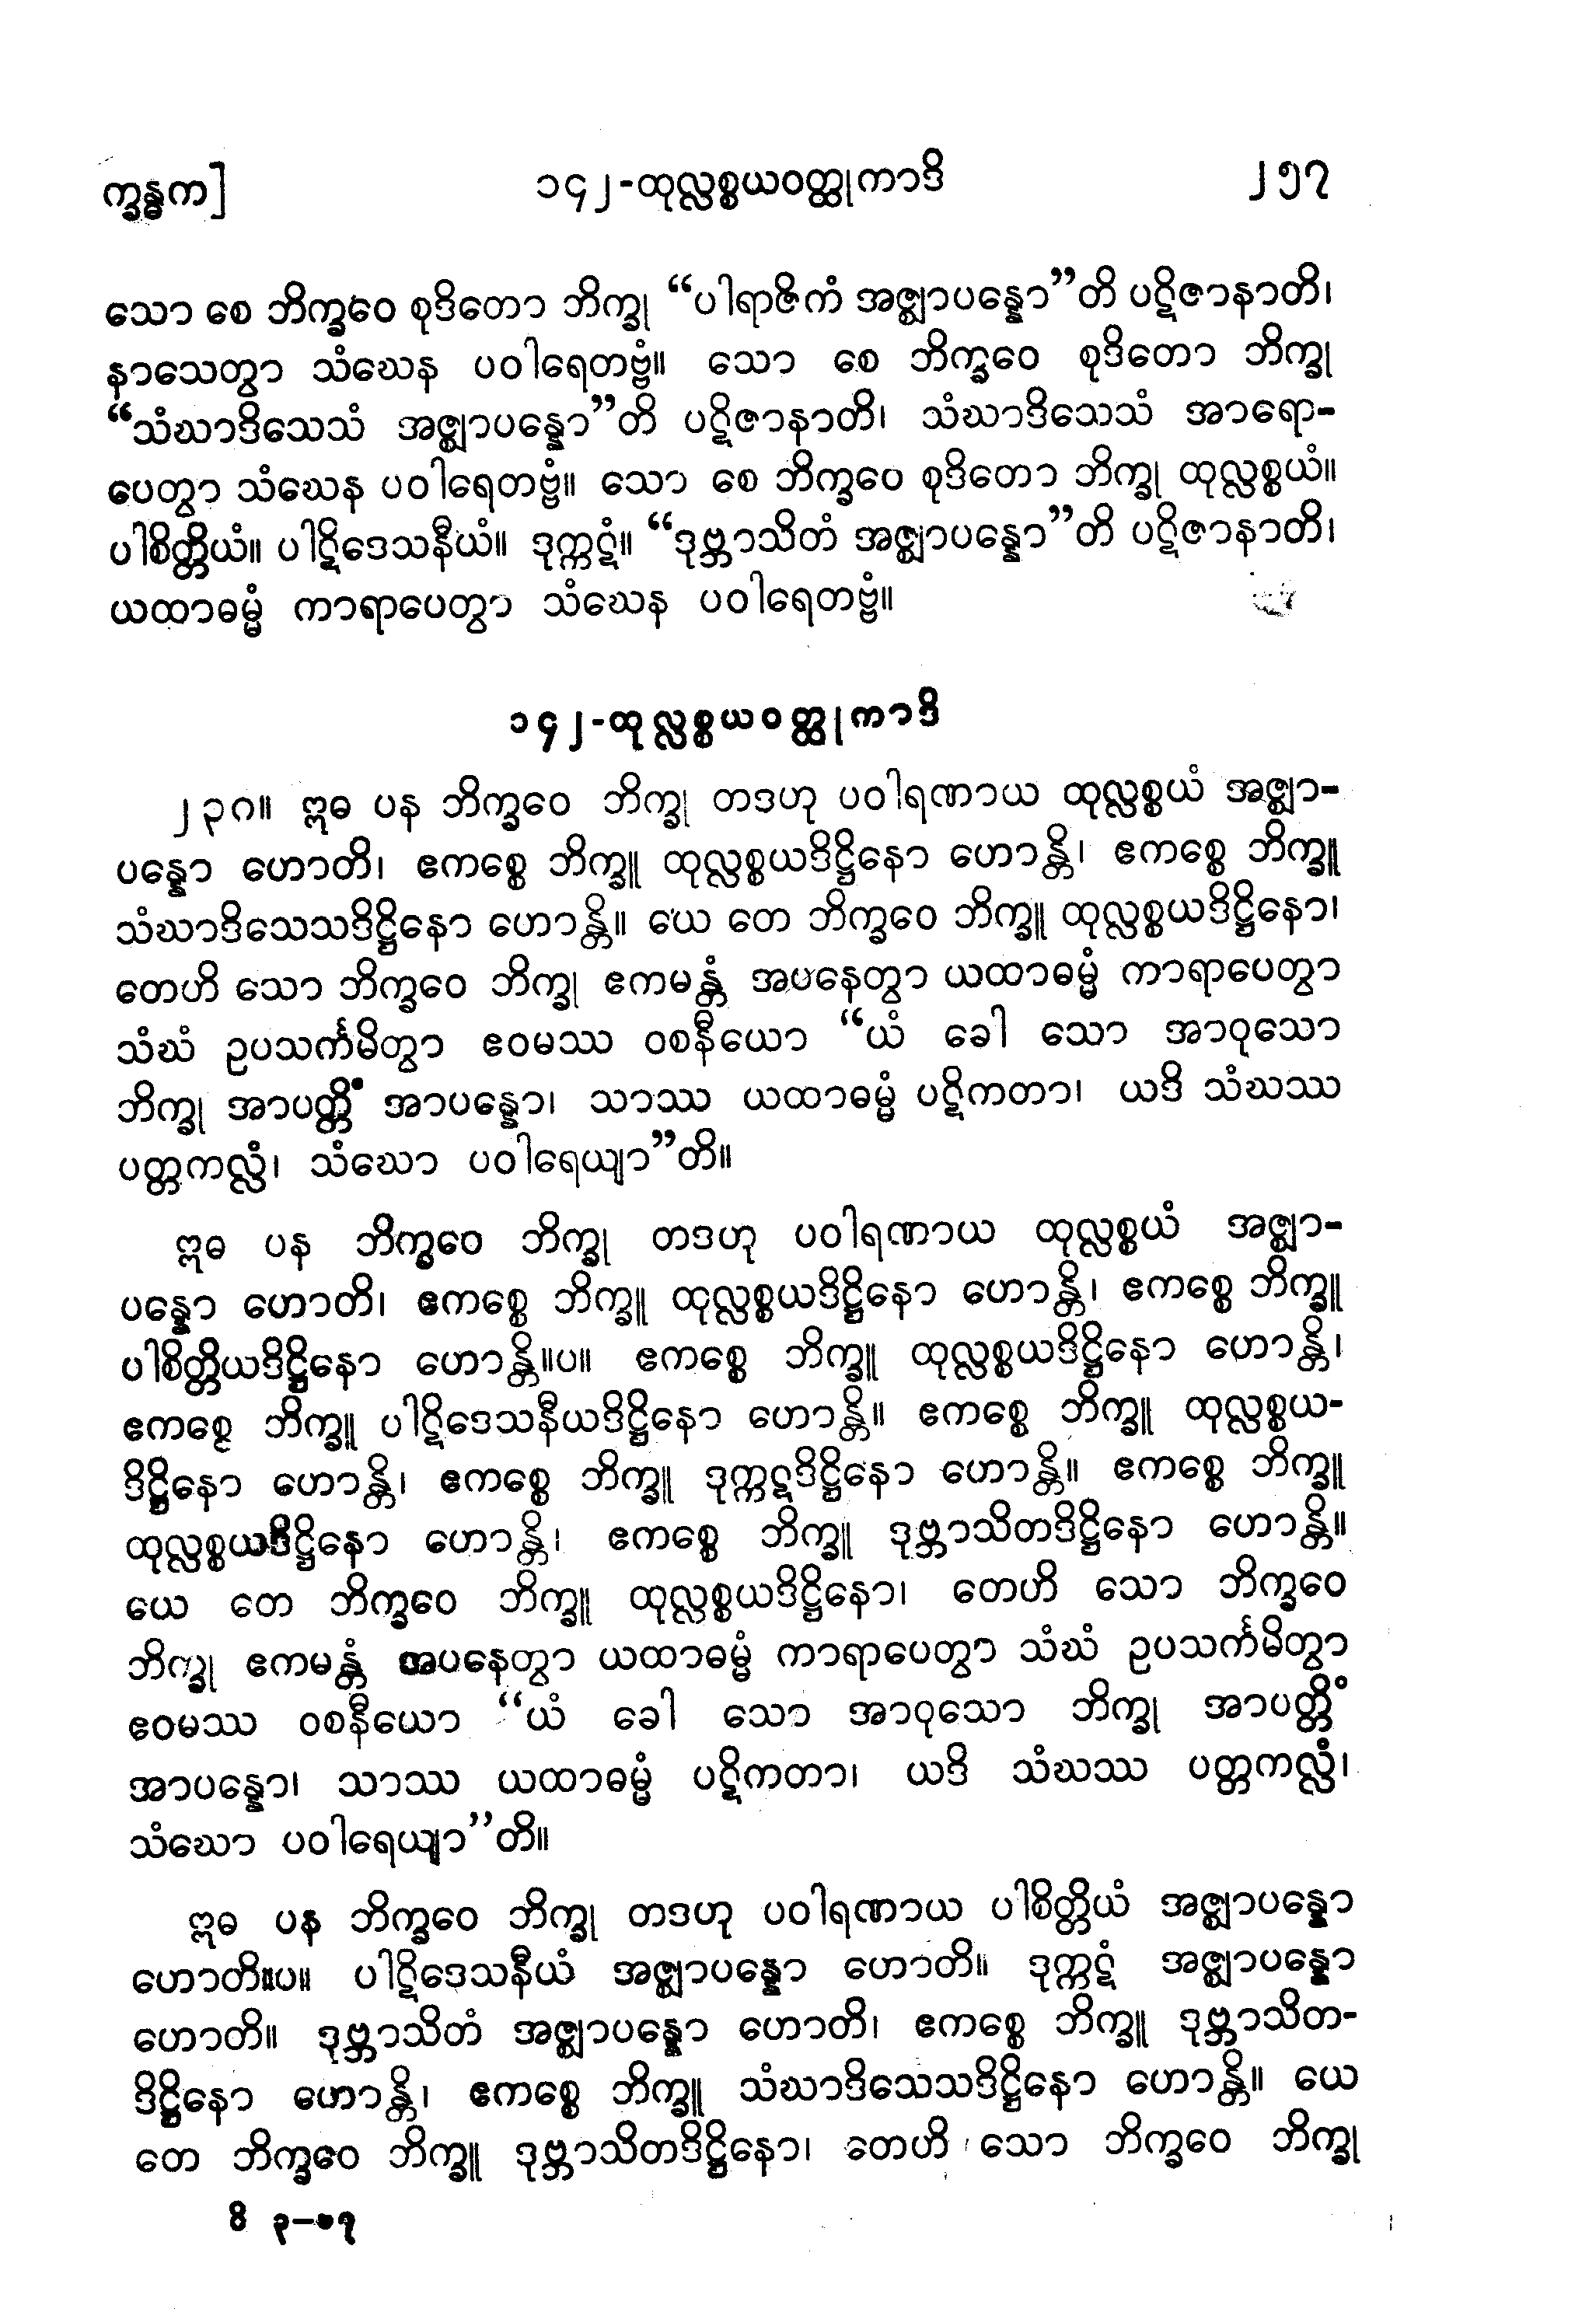 က္ခန္ဓက] ၁၄၂-ထုလ္လစ္စယဝတ္ထုကာဒိ ၂၅၇
သော စေ ဘိက္ခဝေ စုဒိတော ဘိက္ခု “ပါရာဇိကံ အဇ္ဈာပန္နော”တိ ပဋိဇာနာတိ၊
နာသေတွာ သံဃေန ပဝါရေတဗ္ဗံ။ သော စေ ဘိက္ခဝေ စုဒိတော ဘိက္ခု
“သံဃာဒိသေသံ အဇ္ဈာပန္နော”တိ ပဋိဇာနာတိ၊ သံဃာဒိသေသံ အာရော-
ပေတွာ သံဃေန ပဝါရေတဗ္ဗံ။ သော စေ ဘိက္ခဝေ စုဒိတော ဘိက္ခု ထုလ္လစ္စယံ။
ပါစိတ္တိယံ။ ပါဋိဒေသနီယံ။ ဒုက္ကဋံ။ “ဒုဗ္ဘာသိတံ အဇ္ဈာပန္နော”တိ ပဋိဇာနာတိ၊
ယထာဓမ္မံ ကာရာပေတွာ သံဃေန ပဝါရေတဗ္ဗံ။
၁၄၂-ထုလ္လစ္စယဝတ္ထုကာဒိ
၂၃၈။ ဣဓ ပန ဘိက္ခဝေ ဘိက္ခု တဒဟု ပဝါရဏာယ ထုလ္လစ္စယံ အဇ္ဈာ-
ပန္နော ဟောတိ၊ ဧကစ္စေ ဘိက္ခူ ထုလ္လစ္စယဒိဋ္ဌိနော ဟောန္တိ၊ ဧကစ္စေ ဘိက္ခူ
သံဃာဒိသေသဒိဋ္ဌိနော ဟောန္တိ။ ယေ တေ ဘိက္ခဝေ ဘိက္ခူ ထုလ္လစ္စယဒိဋ္ဌိနော၊
တေဟိ သော ဘိက္ခဝေ ဘိက္ခု ဧကမန္တံ အပနေတွာ ယထာဓမ္မံ ကာရာပေတွာ
သံဃံ ဥပသင်္ကမိတွာ ဧဝမဿ ဝစနီယော “ယံ ခေါ သော အာဝုသော
ဘိက္ခု အာပတ္တိံ အာပန္နော၊ သာဿ ယထာဓမ္မံ ပဋိကတာ၊ ယဒိ သံဃဿ
ပတ္တကလ္လံ၊ သံဃော ပဝါရေယျာ”တိ။
ဣဓ ပန ဘိက္ခဝေ ဘိက္ခု တဒဟု ပဝါရဏာယ ထုလ္လစ္စယံ အဇ္ဈာ-
ပန္နော ဟောတိ၊ ဧကစ္စေ ဘိက္ခူ ထုလ္လစ္စယဒိဋ္ဌိနော ဟောန္တိ၊ ဧကစ္စေ ဘိက္ခူ
ပါစိတ္တိယဒိဋ္ဌိနော ဟောန္တိ။ပ။ ဧကစ္စေ ဘိက္ခူ ထုလ္လစ္စယဒိဋ္ဌိနော ဟောန္တိ၊
ဧကစ္စေ ဘိက္ခူ ပါဋိဒေသနီယဒိဋ္ဌိနော ဟောန္တိ။ ဧကစ္စေ ဘိက္ခူ ထုလ္လစ္စယ-
ဒိဋ္ဌိနော ဟောန္တိ၊ ဧကစ္စေ ဘိက္ခူ ဒုက္ကဋဒိဋ္ဌိနော ဟောန္တိ။ ဧကစ္စေ ဘိက္ခူ
ထုလ္လစ္စယဒိဋ္ဌိနော ဟောန္တိ၊ ဧကစ္စေ ဘိက္ခူ ဒုဗ္ဘာသိတဒိဋ္ဌိနော ဟောန္တိ။
ယေ တေ ဘိက္ခဝေ ဘိက္ခူ ထုလ္လစ္စယဒိဋ္ဌိနော၊ တေဟိ သော ဘိက္ခဝေ
ဘိက္ခု ဧကမန္တံ အပနေတွာ ယထာဓမ္မံ ကာရာပေတွာ သံဃံ ဥပသင်္ကမိတွာ
ဧဝမဿ ဝစနီယော “ယံ ခေါ သော အာဝုသော ဘိက္ခု အာပတ္တိံ
အာပန္နော၊ သာဿ ယထာဓမ္မံ ပဋိကတာ၊ ယဒိ သံဃဿ ပတ္တကလ္လံ၊
သံဃော ပဝါရေယျာ”တိ။
ဣဓ ပန ဘိက္ခဝေ ဘိက္ခု တဒဟု ပဝါရဏာယ ပါစိတ္တိယံ အဇ္ဈာပန္နော
ဟောတိ။ပ။ ပါဋိဒေသနီယံ အဇ္ဈာပန္နော ဟောတိ။ ဒုက္ကဋံ အဇ္ဈာပန္နော
ဟောတိ။ ဒုဗ္ဘာသိတံ အဇ္ဈာပန္နော ဟောတိ၊ ဧကစ္စေ ဘိက္ခူ ဒုဗ္ဘာသိတ-
ဒိဋ္ဌိနော ဟောန္တိ၊ ဧကစ္စေ ဘိက္ခူ သံဃာဒိသေသဒိဋ္ဌိနော ဟောန္တိ။ ယေ
တေ ဘိက္ခဝေ ဘိက္ခူ ဒုဗ္ဘာသိတဒိဋ္ဌိနော၊ တေဟိ သော ဘိက္ခဝေ ဘိက္ခု
ဝိ ၃-၁၇